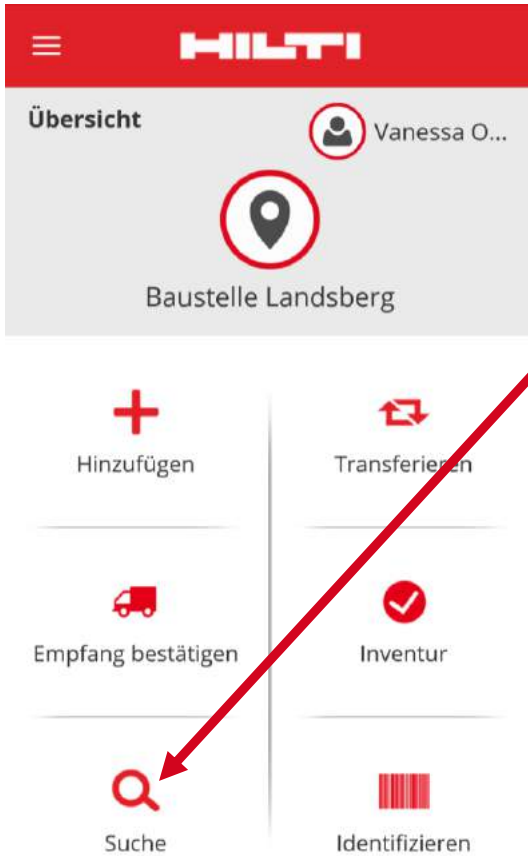 HILTI
Übersicht
Vanessa O...
Baustelle Landsberg
Hinzufügen
Transferieren
Empfang bestätigen
Inventur
Suche
Identifizieren